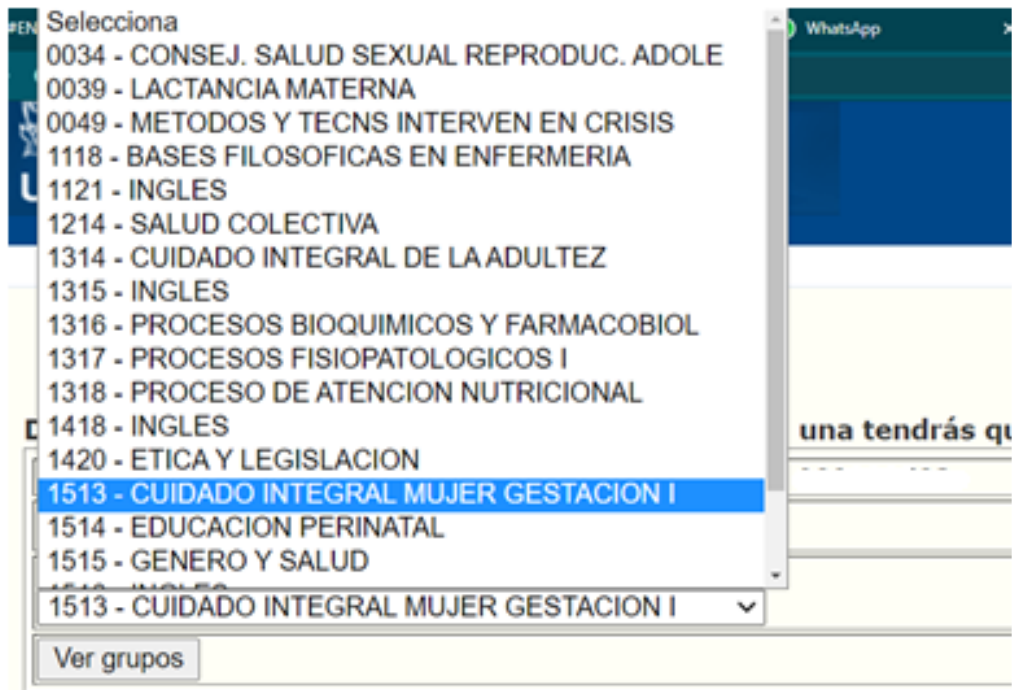 #EN
WhatsApp
Selecciona
0034 - CONSEJ. SALUD SEXUAL REPRODUC. ADOLE
0039 - LACTANCIA MATERNA
0049 - METODOS Y TECNS INTERVEN EN CRISIS
1118 - BASES FILOSOFICAS EN ENFERMERIA
1121 - INGLES
1214 - SALUD COLECTIVA
1314 - CUIDADO INTEGRAL DE LA ADULTEZ
1315 - INGLES
1316 - PROCESOS BIOQUIMICOS Y FARMACOBIOL
1317 - PROCESOS FISIOPATOLOGICOS I
1318 - PROCESO DE ATENCION NUTRICIONAL
1418 - INGLES
una tendrás qu
1420 - ETICA Y LEGISLACION
1513 - CUIDADO INTEGRAL MUJER GESTACION I
1514 - EDUCACION PERINATAL
1515 - GENERO Y SALUD
1513 - CUIDADO INTEGRAL MUJER GESTACION I
Ver grupos